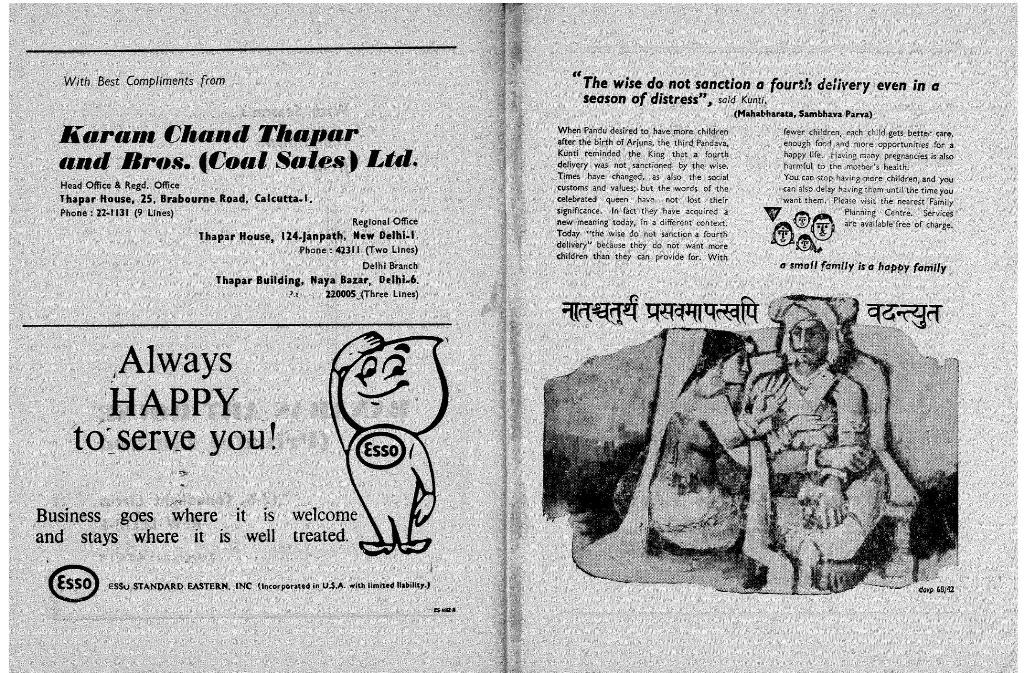 With Best Compliments from
Karam Chand Thapar
and Bros. (Coal Sales) Ltd.
Head Office & Regd. Office
Thapar House, 25, Brabourne Road, Calcutta-1.
Phone : 22-1131 (9 Lines)
Regional Office
Thapar House, 124-Janpath, New Delhi-1.
Phone : 42311 (Two Lines)
Delhi Branch
Thapar Building, Naya Bazar, Delhi-6.
220005 (Three Lines)
Always
HAPPY
to serve you!
Esso
Business goes where it is welcome
and stays where it is well treated.
Esso ESSO STANDARD EASTERN, INC (Incorporated in U.S.A. with limited liability.)
"The wise do not sanction a fourth delivery even in a
season of distress", said Kunti,
(Mahabharata, Sambhava Parva)
When Pandu desired to have more children
after the birth of Arjuna, the third Pandava,
Kunti reminded the King that a fourth
delivery was not sanctioned by the wise.
Times have changed, as also the social
customs and values; but the words of the
celebrated queen have not lost their
significance. In fact they have acquired a
new meaning today, in a different context.
Today "the wise do not sanction a fourth
delivery" because they do not want more
children than they can provide for. With
fewer children, each child gets better care,
enough food and more opportunities for a
happy life. Having many pregnancies is also
harmful to the mother's health.
You can stop having more children, and you
can also delay having them until the time you
want them. Please visit the nearest Family
Planning Centre. Services
are available free of charge.
a small family is a happy family
नातश्चतुर्थं प्रसवमापत्स्वपि वदन्त्युत
davp 68/42